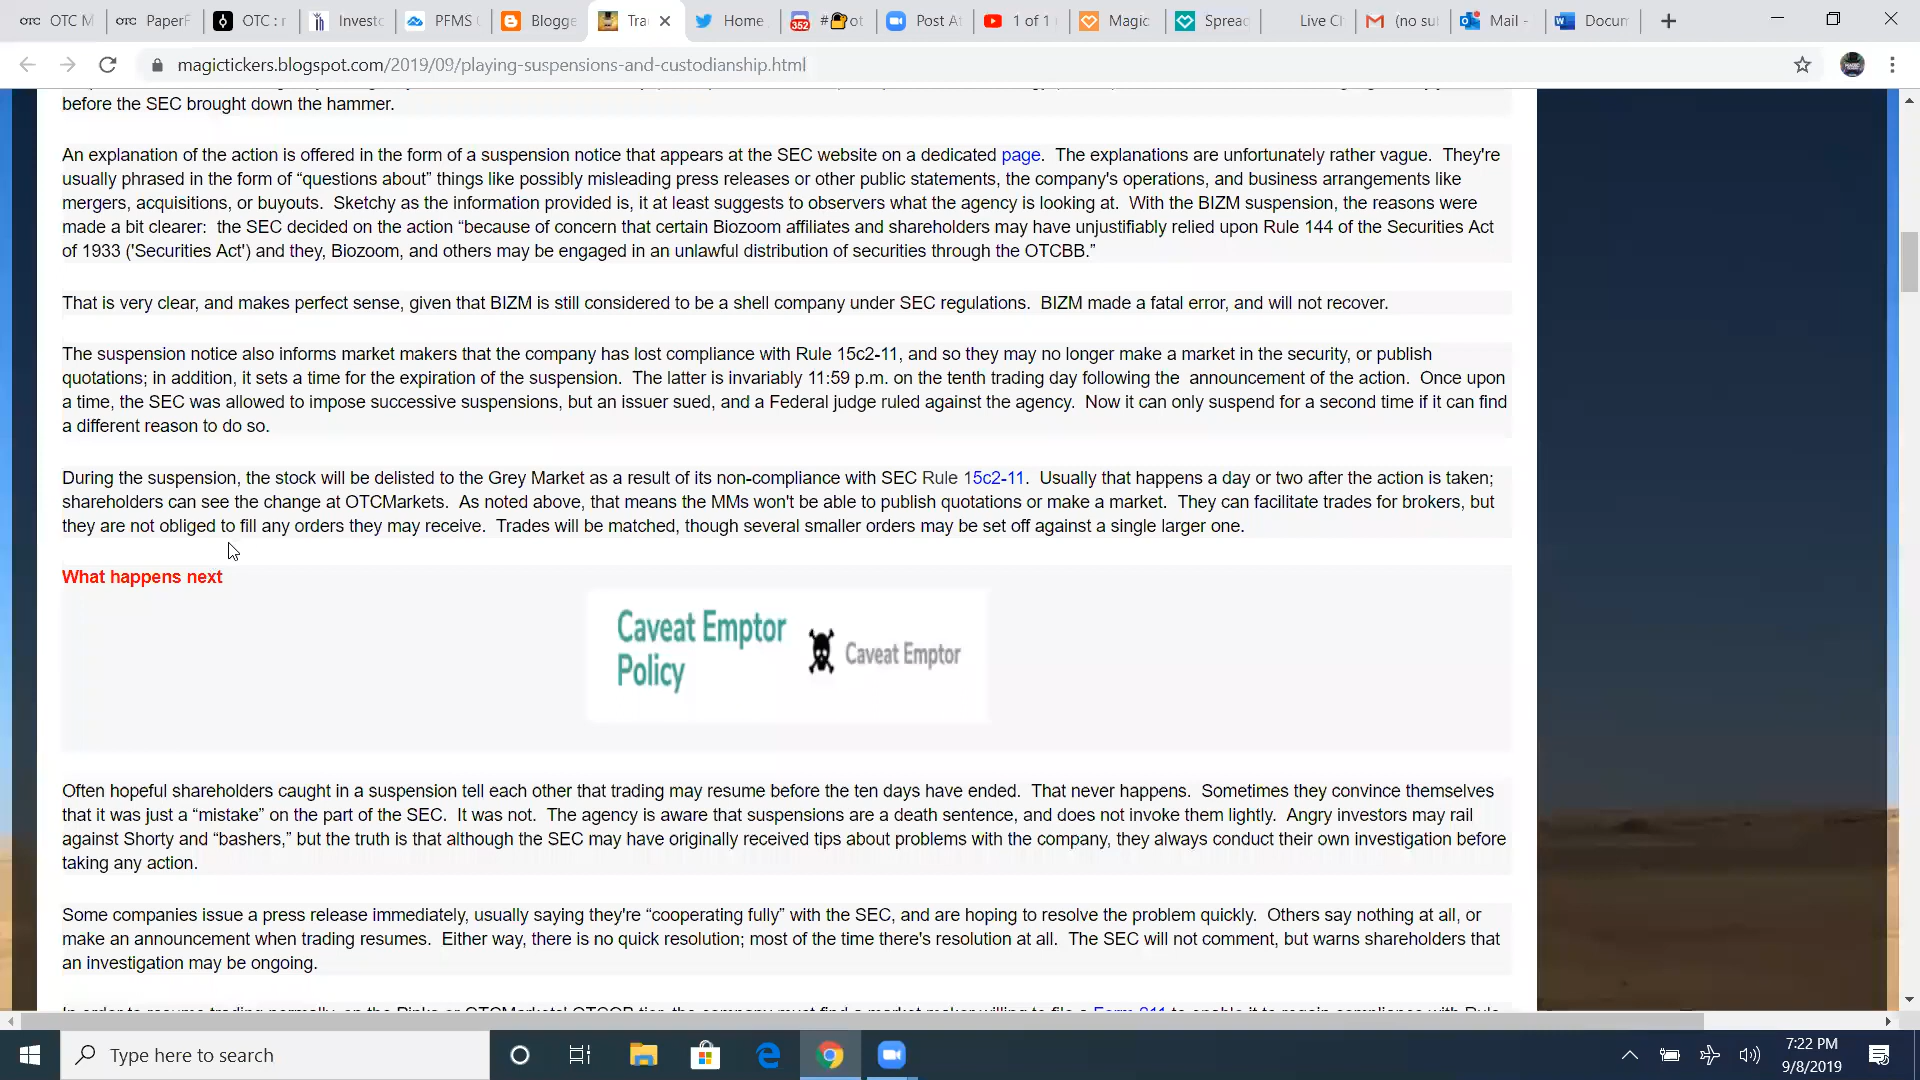 OTC M
PaperF
OTC : r
Investo
PFMS
Blogge
Tra
Home
352
#
ot
Post At
1 of 1
Magic
Spread
Live Ch
(no su
Mail -
Docum
magictickers.blogspot.com/2019/09/playing-suspensions-and-custodianship.html
before the SEC brought down the hammer.
An explanation of the action is offered in the form of a suspension notice that appears at the SEC website on a dedicated page.  The explanations are unfortunately rather vague.  They're
usually phrased in the form of “questions about” things like possibly misleading press releases or other public statements, the company's operations, and business arrangements like
mergers, acquisitions, or buyouts.  Sketchy as the information provided is, it at least suggests to observers what the agency is looking at.  With the BIZM suspension, the reasons were
made a bit clearer:  the SEC decided on the action “because of concern that certain Biozoom affiliates and shareholders may have unjustifiably relied upon Rule 144 of the Securities Act
of 1933 ('Securities Act') and they, Biozoom, and others may be engaged in an unlawful distribution of securities through the OTCBB.”
That is very clear, and makes perfect sense, given that BIZM is still considered to be a shell company under SEC regulations.  BIZM made a fatal error, and will not recover.
The suspension notice also informs market makers that the company has lost compliance with Rule 15c2-11, and so they may no longer make a market in the security, or publish
quotations; in addition, it sets a time for the expiration of the suspension.  The latter is invariably 11:59 p.m. on the tenth trading day following the  announcement of the action.  Once upon
a time, the SEC was allowed to impose successive suspensions, but an issuer sued, and a Federal judge ruled against the agency.  Now it can only suspend for a second time if it can find
a different reason to do so.
During the suspension, the stock will be delisted to the Grey Market as a result of its non-compliance with SEC Rule 15c2-11.  Usually that happens a day or two after the action is taken;
shareholders can see the change at OTCMarkets.  As noted above, that means the MMs won't be able to publish quotations or make a market.  They can facilitate trades for brokers, but
they are not obliged to fill any orders they may receive.  Trades will be matched, though several smaller orders may be set off against a single larger one.
What happens next
Caveat Emptor
Policy
Caveat Emptor
Often hopeful shareholders caught in a suspension tell each other that trading may resume before the ten days have ended.  That never happens.  Sometimes they convince themselves
that it was just a “mistake” on the part of the SEC.  It was not.  The agency is aware that suspensions are a death sentence, and does not invoke them lightly.  Angry investors may rail
against Shorty and “bashers,” but the truth is that although the SEC may have originally received tips about problems with the company, they always conduct their own investigation before
taking any action.
Some companies issue a press release immediately, usually saying they're “cooperating fully” with the SEC, and are hoping to resolve the problem quickly.  Others say nothing at all, or
make an announcement when trading resumes.  Either way, there is no quick resolution; most of the time there's resolution at all.  The SEC will not comment, but warns shareholders that
an investigation may be ongoing.
Type here to search
7:22 PM
9/8/2019